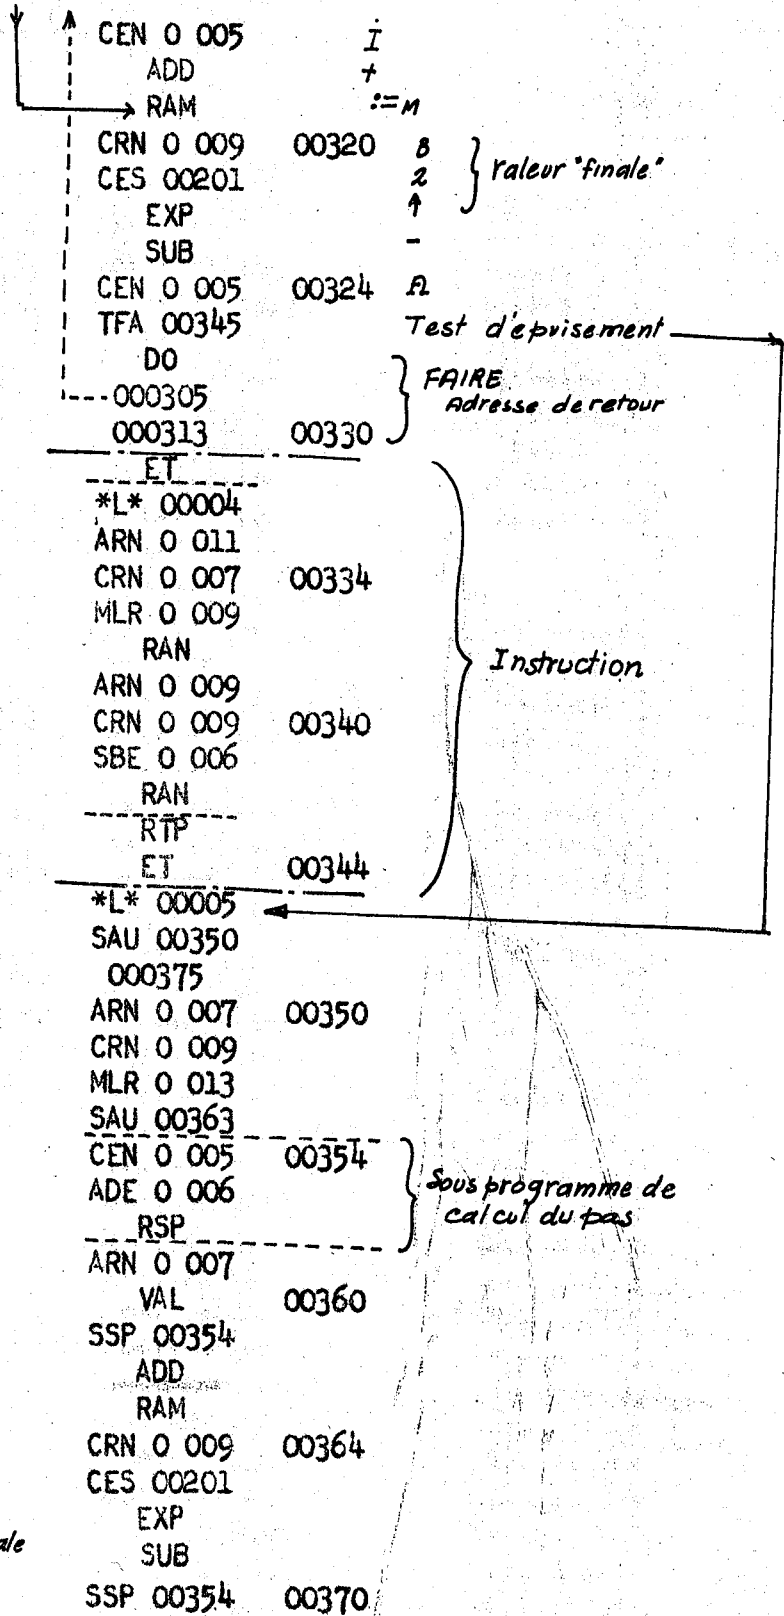 CEN 0 005 İ
ADD +
RAM :=M
CRN 0 009 00320 B
CES 00201 2 valeur "finale"
EXP ↑
SUB -
CEN 0 005 00324 A
TFA 00345 Test d'épuisement
DO
000305 FAIRE
Adresse de retour
000313 00330
ET
*L* 00004
ARN 0 011
CRN 0 007 00334
MLR 0 009
RAN
Instruction
ARN 0 009
CRN 0 009 00340
SBE 0 006
RAN
RTP
ET 00344
*L* 00005
SAU 00350
000375
ARN 0 007 00350
CRN 0 009
MLR 0 013
SAU 00363
CEN 0 005 00354
ADE 0 006 Sous programme de
RSP calcul du pas
ARN 0 007
VAL 00360
SSP 00354
ADD
RAM
CRN 0 009 00364
CES 00201
EXP
ale
SUB
SSP 00354 00370